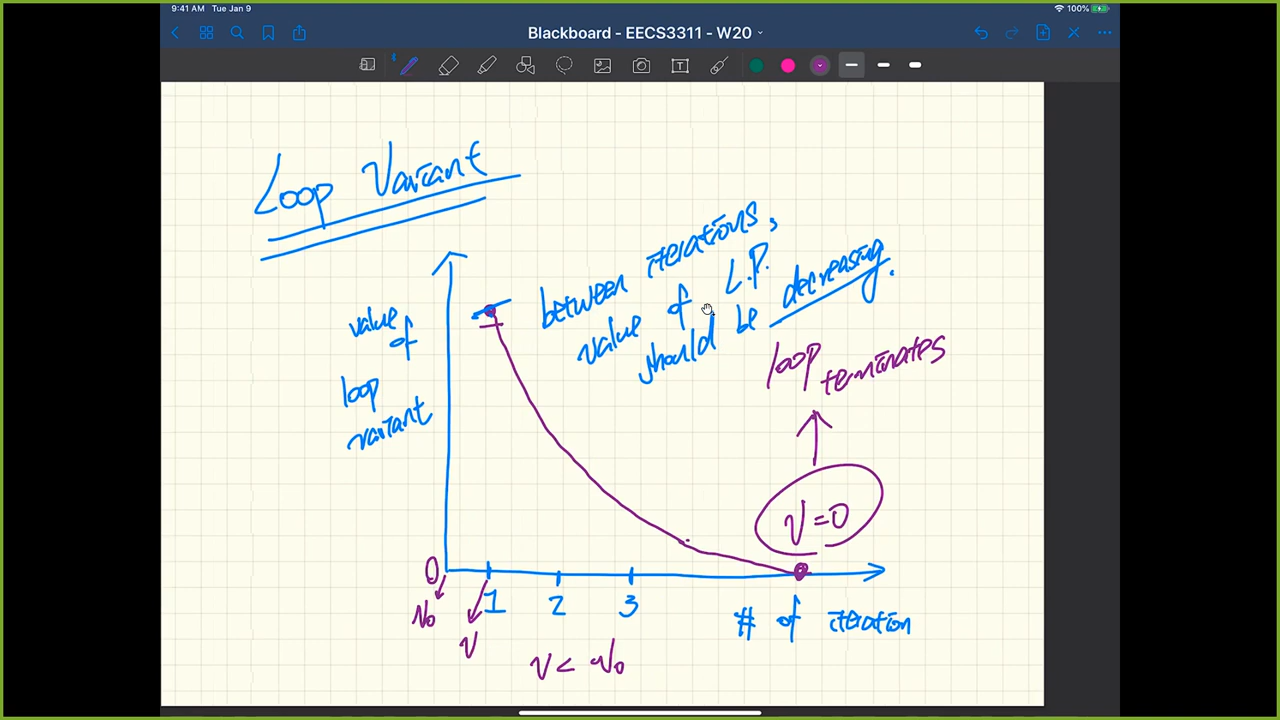 9:41 AM Tue Jan 9
100%
Blackboard - EECS3311 - W20
Loop Variant
between iterations,
value of L.P.
should be decreasing.
value
of
loop
variant
loop
terminates
V=0
0
1
2
3
# of iteration
V₀
V
V < V₀